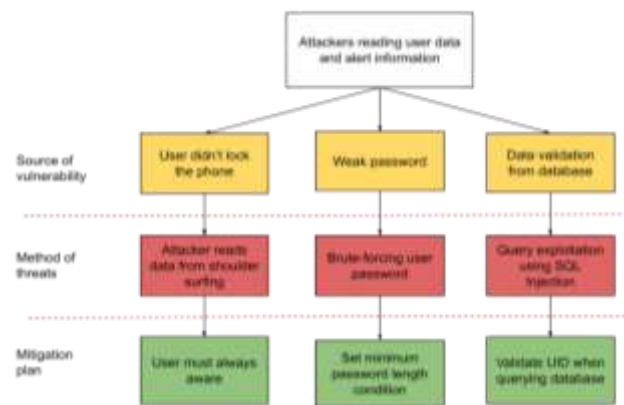 Attackers reading user data
and alert information
Source of
vulnerability
User didn't lock
the phone
Weak password
Data validation
from database
Method of
threats
Attacker reads
data from shoulder
surfing
Brute-forcing user
password
Query exploitation
using SQL
Injection
Mitigation
plan
User must always
aware
Set minimum
password length
condition
Validate UID when
querying database